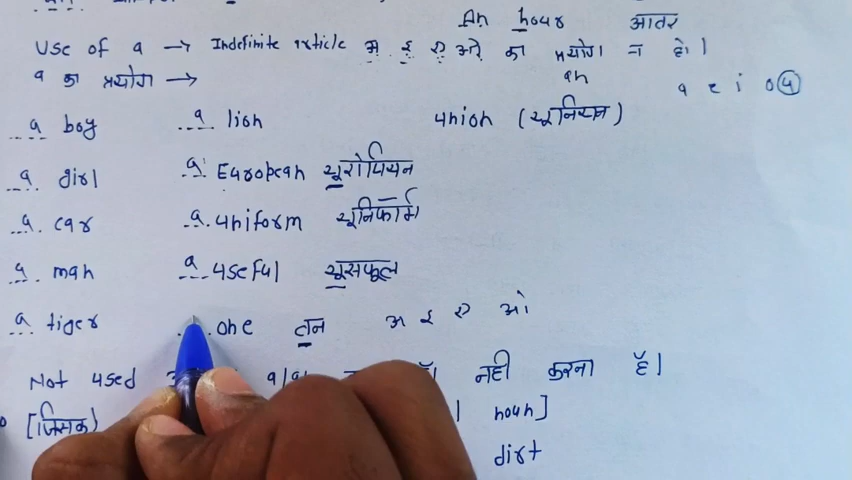 An hour आवर
Use of a → Indefinite article अ इ ए ओ का प्रयोग न हो।
a का प्रयोग → an a e i o u
a boy a lion union (यूनियन)
a girl a European यूरोपियन
a car a uniform यूनिफॉर्म
a man a useful यूसफूल
a tiger one वन अ इ ए ओ
Not used नहीं करना है।
[जिसका noun]
dirt